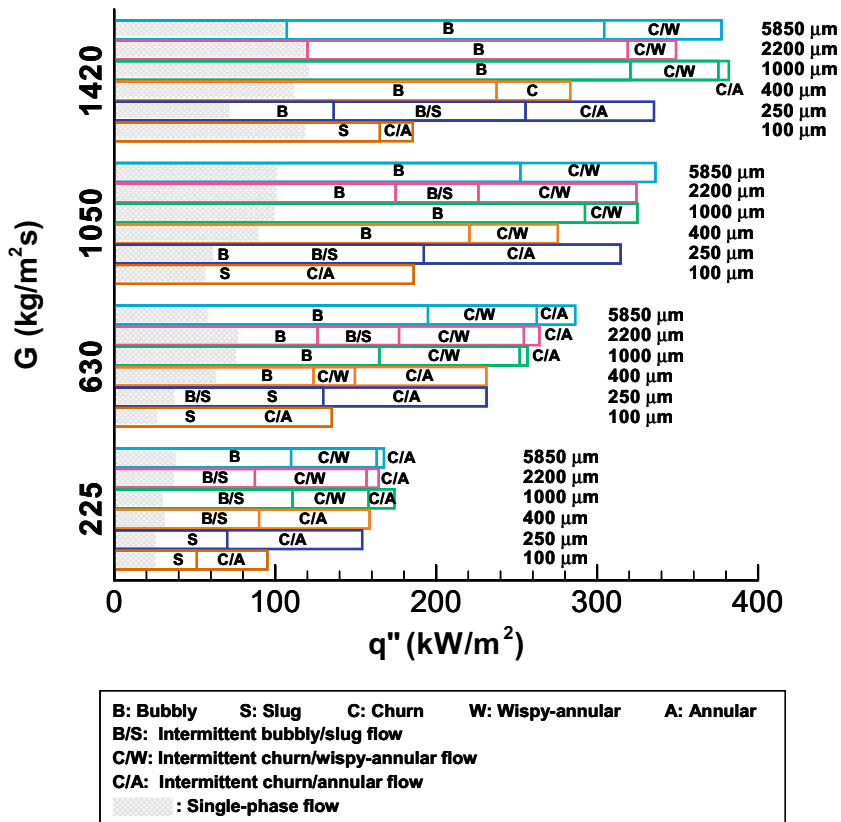 B C/W 5850 μm
B C/W 2200 μm
B C/W 1000 μm
C/A
B C 400 μm
B B/S C/A 250 μm
S C/A 100 μm
1420
B C/W 5850 μm
B B/S C/W 2200 μm
B C/W 1000 μm
B C/W 400 μm
B B/S C/A 250 μm
S C/A 100 μm
1050
B C/W C/A 5850 μm
B B/S C/W C/A 2200 μm
B C/W C/A 1000 μm
B C/W C/A 400 μm
B/S S C/A 250 μm
S C/A 100 μm
630
B C/W C/A 5850 μm
B/S C/W C/A 2200 μm
B/S C/W C/A 1000 μm
B/S C/A 400 μm
S C/A 250 μm
S C/A 100 μm
225
G (kg/m²s)
0 100 200 300 400
q" (kW/m²)
B: Bubbly S: Slug C: Churn W: Wispy-annular A: Annular
B/S: Intermittent bubbly/slug flow
C/W: Intermittent churn/wispy-annular flow
C/A: Intermittent churn/annular flow
: Single-phase flow